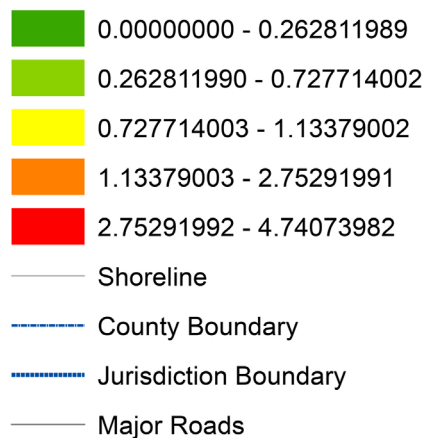 0.00000000 - 0.262811989
0.262811990 - 0.727714002
0.727714003 - 1.13379002
1.13379003 - 2.75291991
2.75291992 - 4.74073982
Shoreline
County Boundary
Jurisdiction Boundary
Major Roads